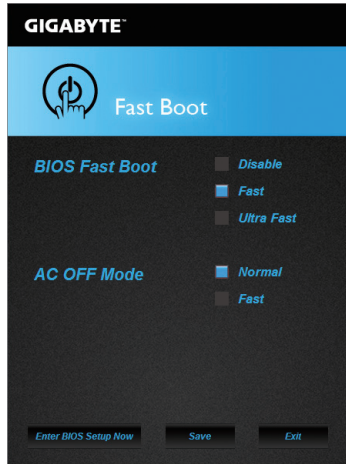 GIGABYTE™
Fast Boot
BIOS Fast Boot
Disable
Fast
Ultra Fast
AC OFF Mode
Normal
Fast
Enter BIOS Setup Now
Save
Exit